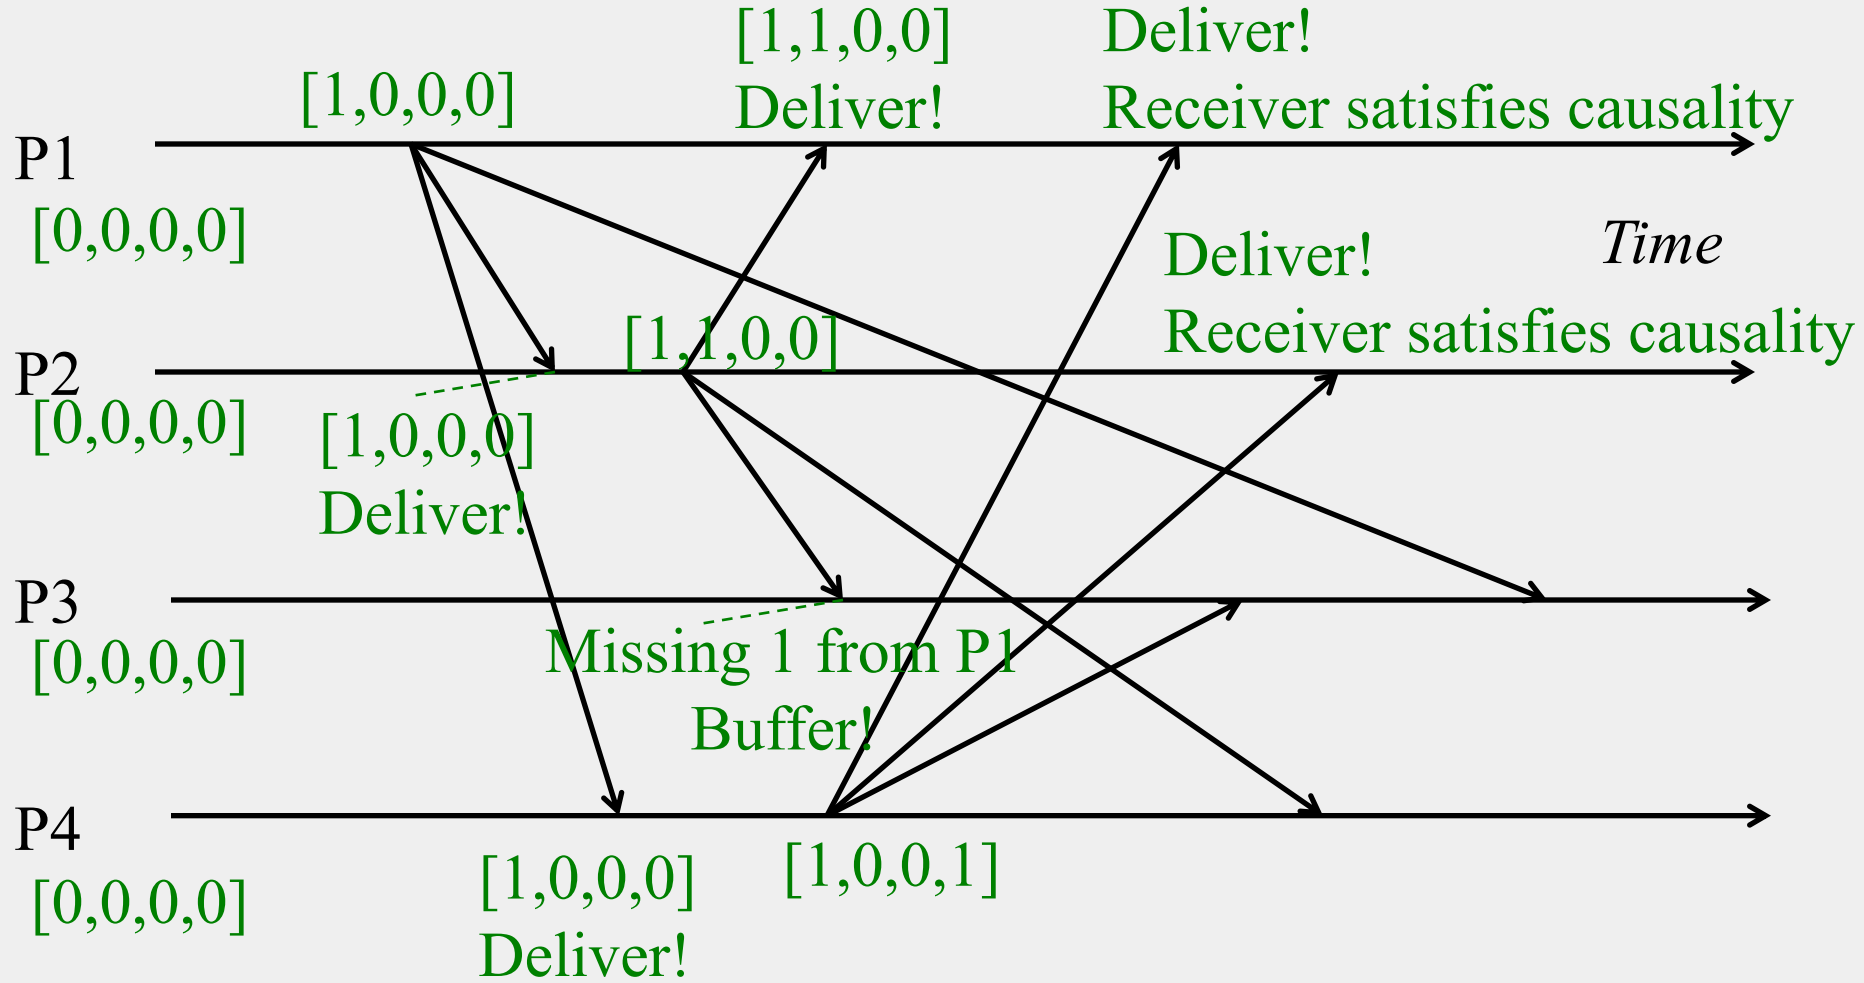 [1,1,0,0]
Deliver!
Deliver!
Receiver satisfies causality
[1,0,0,0]
P1
[0,0,0,0]
Time
Deliver!
Receiver satisfies causality
[1,1,0,0]
P2
[0,0,0,0]
[1,0,0,0]
Deliver!
P3
[0,0,0,0]
Missing 1 from P1
Buffer!
P4
[0,0,0,0]
[1,0,0,0]
Deliver!
[1,0,0,1]